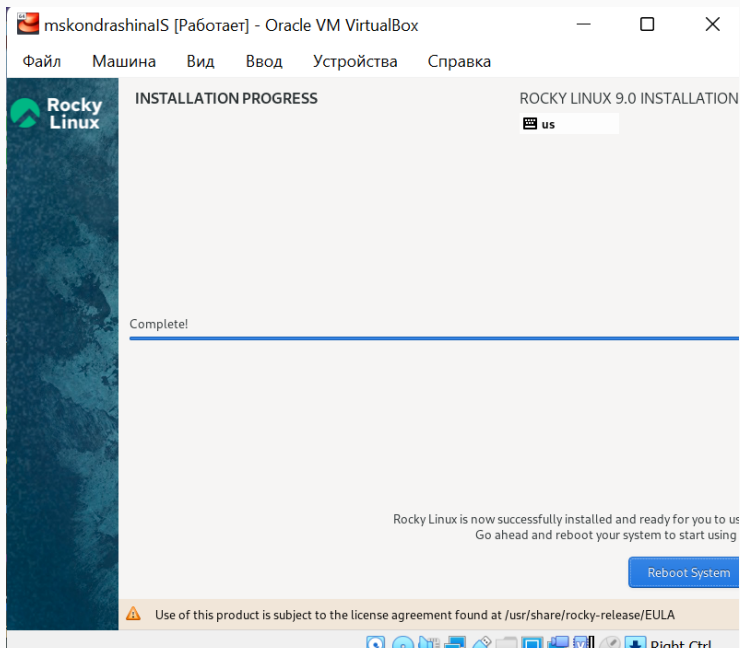 mskondrashinaIS [Работает] - Oracle VM VirtualBox
Файл Машина Вид Ввод Устройства Справка
Rocky Linux
INSTALLATION PROGRESS
ROCKY LINUX 9.0 INSTALLATION
us
Complete!
Rocky Linux is now successfully installed and ready for you to us
Go ahead and reboot your system to start using
Reboot System
Use of this product is subject to the license agreement found at /usr/share/rocky-release/EULA
Right Ctrl